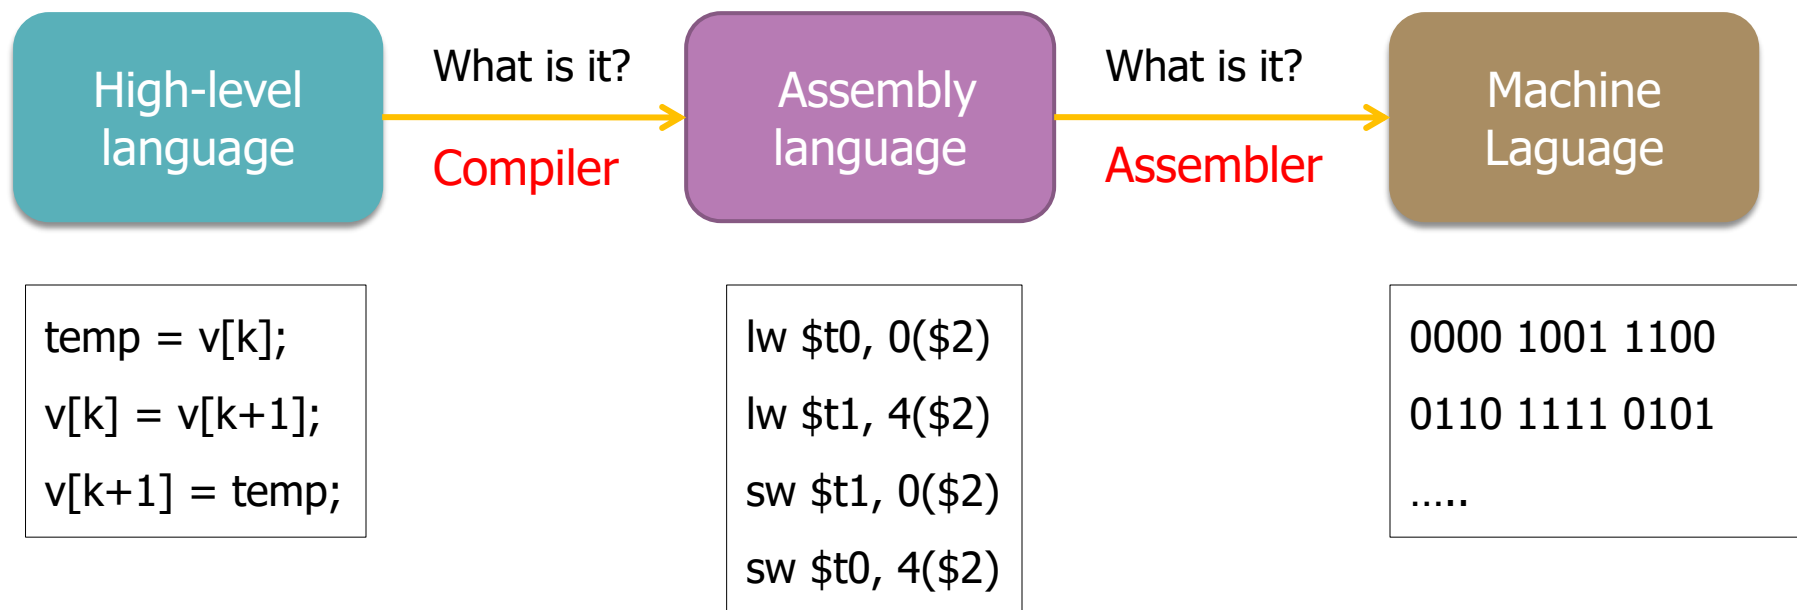 High-level
language
What is it?
Compiler
Assembly
language
What is it?
Assembler
Machine
Laguage
temp = v[k];
v[k] = v[k+1];
v[k+1] = temp;
lw $t0, 0($2)
lw $t1, 4($2)
sw $t1, 0($2)
sw $t0, 4($2)
0000 1001 1100
0110 1111 0101
…..